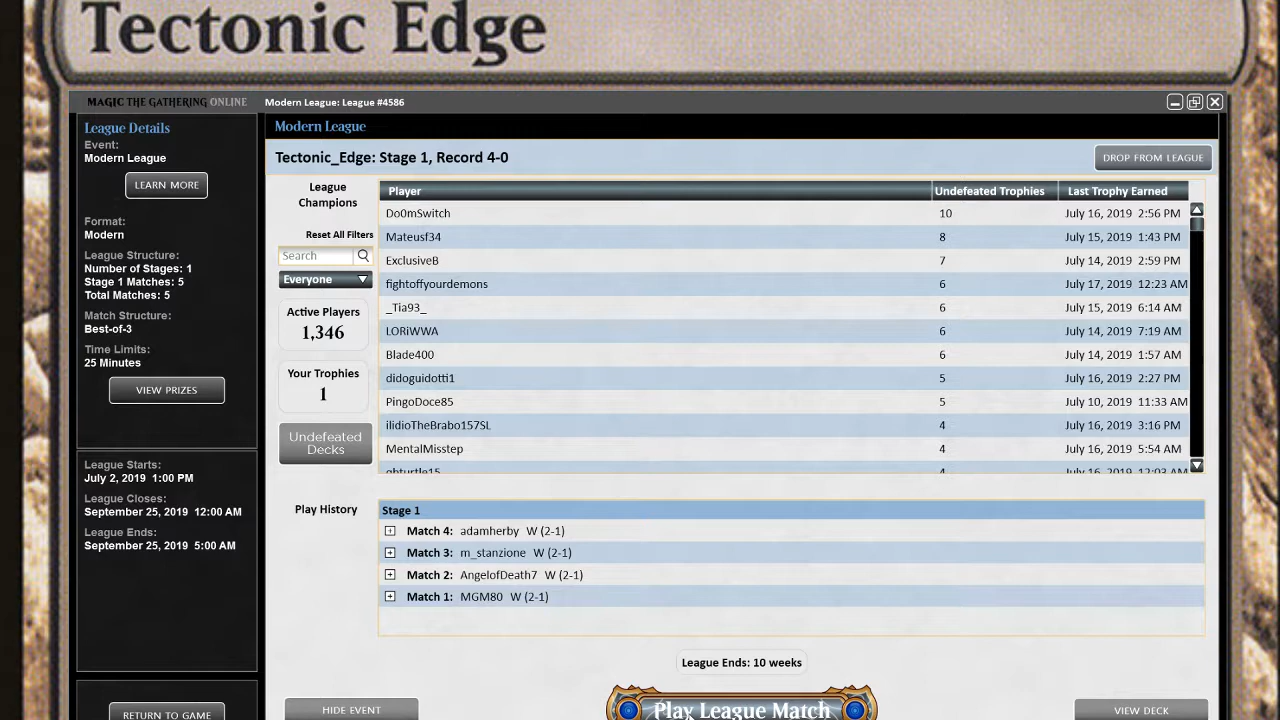 Tectonic Edge
MAGIC THE GATHERING ONLINE
Modern League: League #4586
League Details
Event:
Modern League
LEARN MORE
Format:
Modern
League Structure:
Number of Stages: 1
Stage 1 Matches: 5
Total Matches: 5
Match Structure:
Best-of-3
Time Limits:
25 Minutes
VIEW PRIZES
League Starts:
July 2, 2019 1:00 PM
League Closes:
September 25, 2019 12:00 AM
League Ends:
September 25, 2019 5:00 AM
RETURN TO GAME
Modern League
Tectonic_Edge: Stage 1, Record 4-0
DROP FROM LEAGUE
League
Champions
Reset All Filters
Search
Everyone
Active Players
1,346
Your Trophies
1
Undefeated
Decks
Player Undefeated Trophies Last Trophy Earned
Do0mSwitch 10 July 16, 2019 2:56 PM
Mateusf34 8 July 15, 2019 1:43 PM
ExclusiveB 7 July 14, 2019 2:59 PM
fightoffyourdemons 6 July 17, 2019 12:23 AM
_Tia93_ 6 July 15, 2019 6:14 AM
LORiWWA 6 July 14, 2019 7:19 AM
Blade400 6 July 14, 2019 1:57 AM
didoguidotti1 5 July 16, 2019 2:27 PM
PingoDoce85 5 July 10, 2019 11:33 AM
ilidioTheBrabo157SL 4 July 16, 2019 3:16 PM
MentalMisstep 4 July 16, 2019 5:54 AM
gbturtle15 4 July 16, 2019 12:03 AM
Play History
Stage 1
Match 4: adamherby W (2-1)
Match 3: m_stanzione W (2-1)
Match 2: AngelofDeath7 W (2-1)
Match 1: MGM80 W (2-1)
League Ends: 10 weeks
HIDE EVENT
Play League Match
VIEW DECK